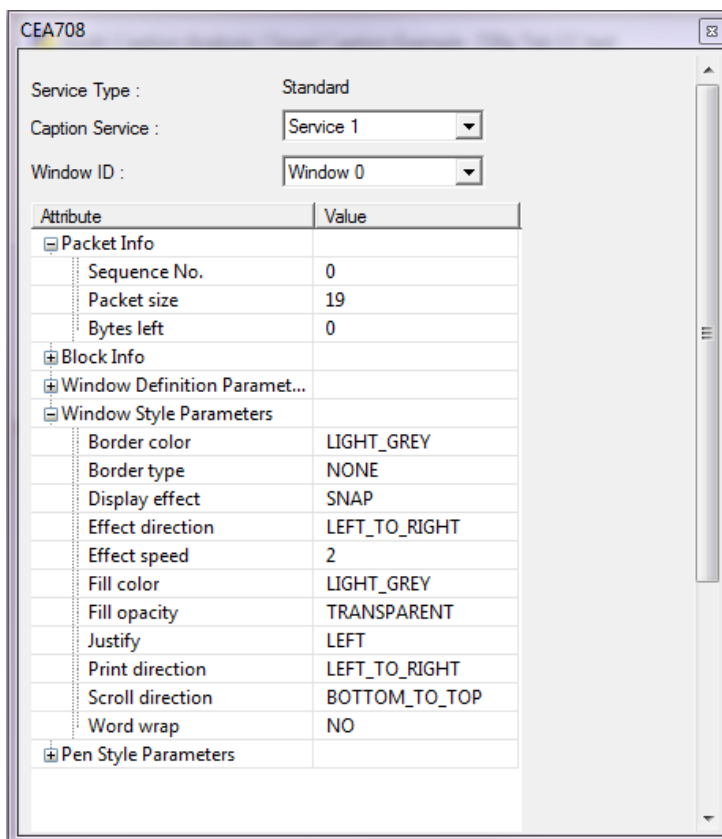 CEA708
Service Type : Standard
Caption Service : Service 1
Window ID : Window 0
Attribute Value
Packet Info
Sequence No. 0
Packet size 19
Bytes left 0
Block Info
Window Definition Paramet...
Window Style Parameters
Border color LIGHT_GREY
Border type NONE
Display effect SNAP
Effect direction LEFT_TO_RIGHT
Effect speed 2
Fill color LIGHT_GREY
Fill opacity TRANSPARENT
Justify LEFT
Print direction LEFT_TO_RIGHT
Scroll direction BOTTOM_TO_TOP
Word wrap NO
Pen Style Parameters